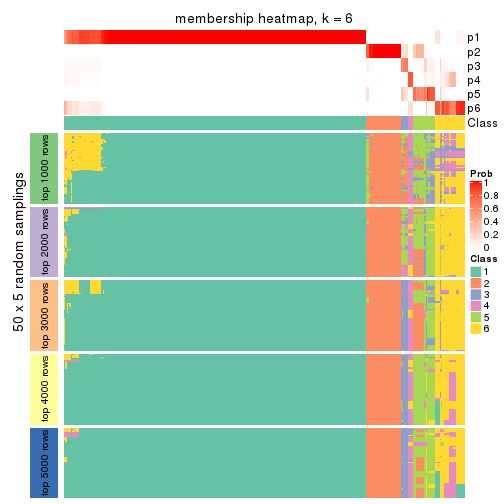 membership heatmap, k = 6
p1
p2
p3
p4
p5
p6
Class
50 x 5 random samplings
top 1000 rows
top 2000 rows
top 3000 rows
top 4000 rows
top 5000 rows
Prob
1
0.8
0.6
0.4
0.2
0
Class
1
2
3
4
5
6